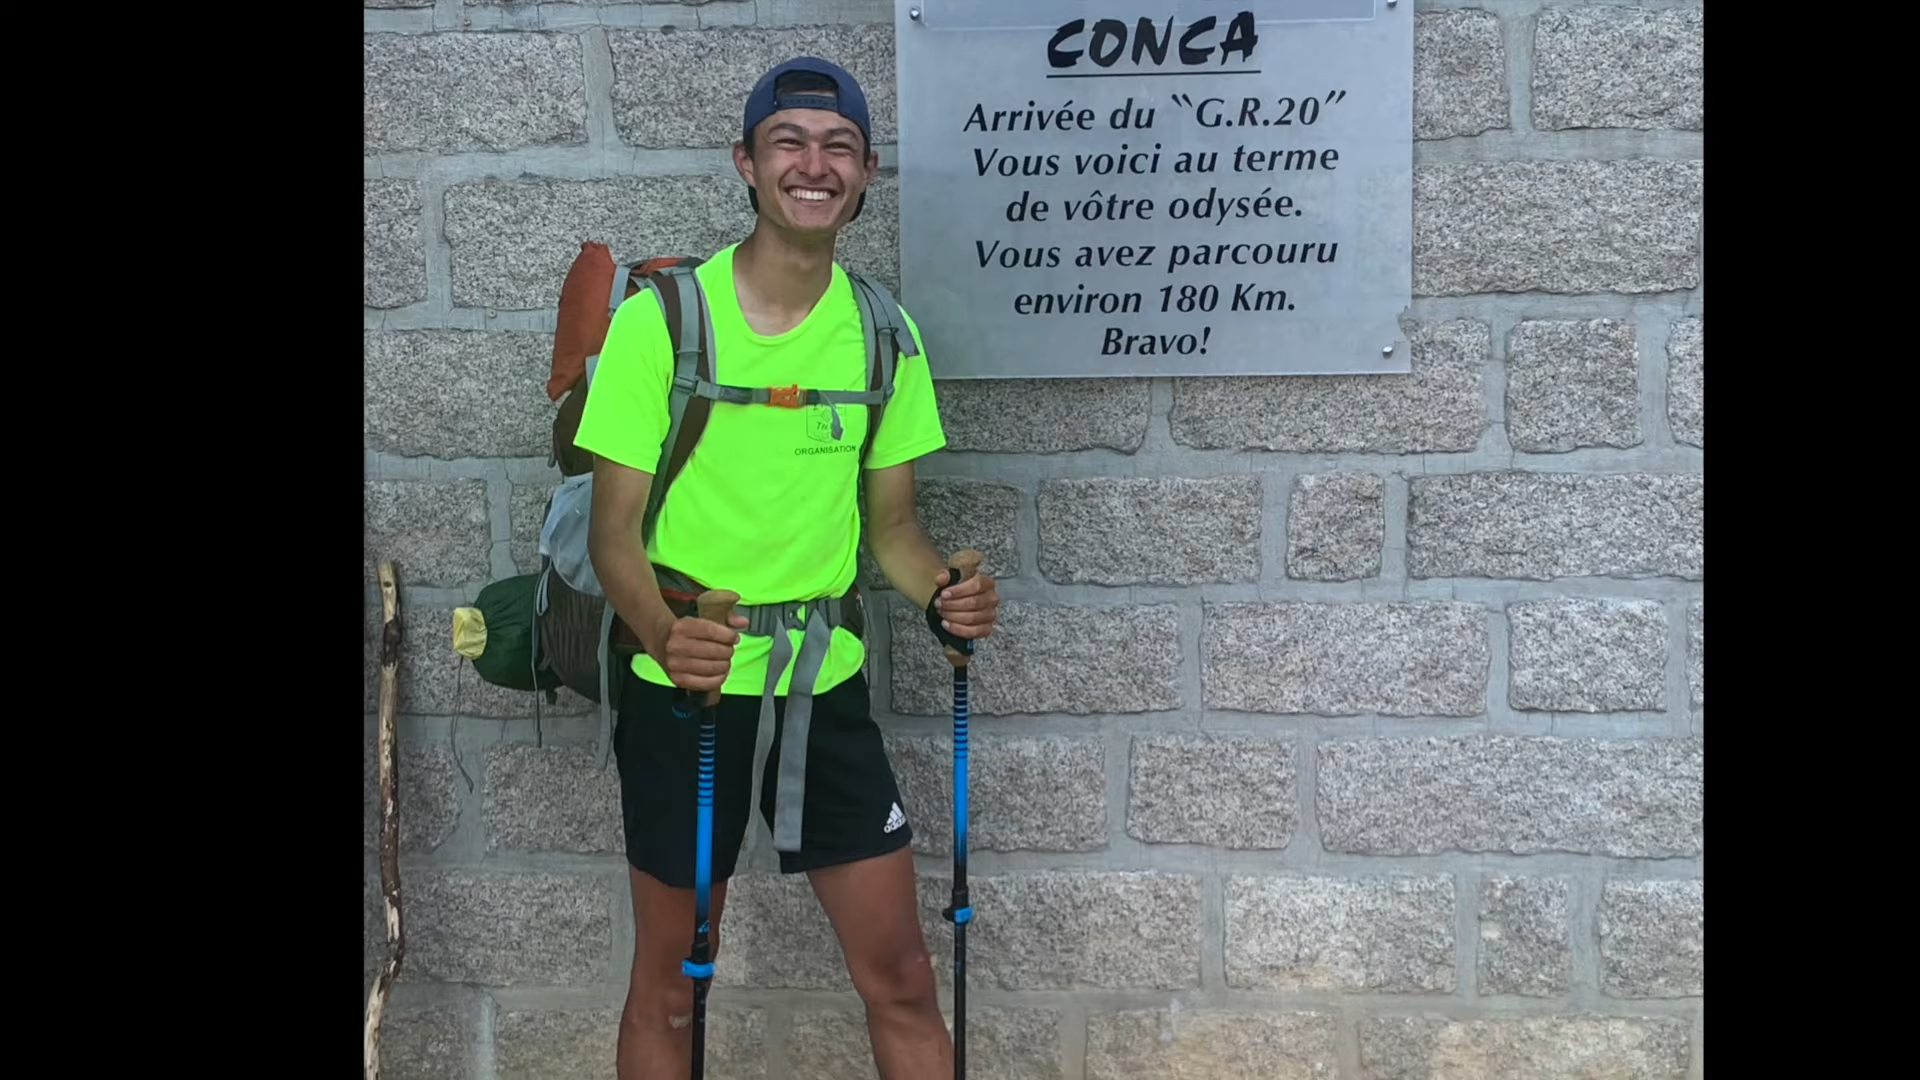 CONCA
Arrivée du “G.R.20”
Vous voici au terme
de vôtre odysée.
Vous avez parcouru
environ 180 Km.
Bravo!
ORGANISATION
adidas